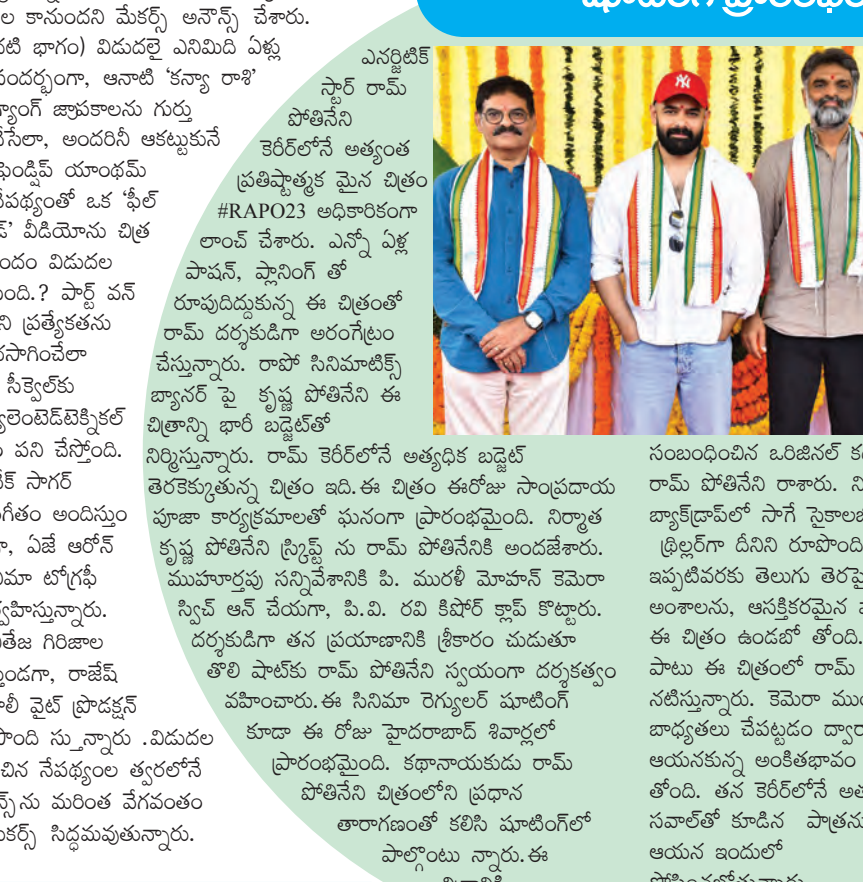 ల కానుందని మేకర్స్ అనౌన్స్ చేశారు.
భాగం) విడుదలై ఎనిమిది ఏళ్లు
ఆనాటి ‘కన్యా రాశి’
జ్ఞాపకాలను గుర్తు
అందరినీ ఆకట్టుకునే
యాంథమ్
ఒక ‘ఫీల్
వీడియోను చిత్ర
విడుదల
పార్ట్ వన్
ప్రత్యేకతను
సీక్వెల్‌కు
పని చేస్తోంది.
సాగర్
అందిస్తుం
ఏజే ఆరోన్
టోగ్రఫీ
గిరిజాల
రాజేష్
వైట్ ప్రొడక్షన్
స్తున్నారు .విడుదల
నేపథ్యంల త్వరలోనే
మరింత వేగవంతం
సిద్ధమవుతున్నారు.
ఎనర్జిటిక్
స్టార్ రామ్
పోతినేని
కెరీర్‌లోనే అత్యంత
ప్రతిష్టాత్మక మైన చిత్రం
#RAPO23 అధికారికంగా
లాంచ్ చేశారు. ఎన్నో ఏళ్ల
పాషన్, ప్లానింగ్ తో
రూపుదిద్దుకున్న ఈ చిత్రంతో
రామ్ దర్శకుడిగా అరంగేట్రం
చేస్తున్నారు. రాపో సినిమాటిక్స్
బ్యానర్ పై కృష్ణ పోతినేని ఈ
చిత్రాన్ని భారీ బడ్జెట్‌తో
నిర్మిస్తున్నారు. రామ్ కెరీర్‌లోనే అత్యధిక బడ్జెట్
తెరకెక్కుతున్న చిత్రం ఇది.ఈ చిత్రం ఈరోజు సాంప్రదాయ
పూజా కార్యక్రమాలతో ఘనంగా ప్రారంభమైంది. నిర్మాత
కృష్ణ పోతినేని స్క్రిప్ట్ ను రామ్ పోతినేనికి అందజేశారు.
ముహూర్తపు సన్నివేశానికి పి. మురళీ మోహన్ కెమెరా
స్విచ్ ఆన్ చేయగా, పి.వి. రవి కిషోర్ క్లాప్ కొట్టారు.
దర్శకుడిగా తన ప్రయాణానికి శ్రీకారం చుడుతూ
తొలి షాట్‌కు రామ్ పోతినేని స్వయంగా దర్శకత్వం
వహించారు.ఈ సినిమా రెగ్యులర్ షూటింగ్
కూడా ఈ రోజు హైదరాబాద్ శివార్లలో
ప్రారంభమైంది. కథానాయకుడు రామ్
పోతినేని చిత్రంలోని ప్రధాన
తారాగణంతో కలిసి షూటింగ్‌లో
పాల్గొంటు న్నారు.ఈ
NY
సంబంధించిన ఒరిజినల్
రామ్ పోతినేని రాశారు.
బ్యాక్‌డ్రాప్‌లో సాగే
థ్రిల్లర్‌గా దీనిని
ఇప్పటివరకు తెలుగు
అంశాలను, ఆసక్తికరమైన
ఈ చిత్రం ఉండబో తోంది.
పాటు ఈ చిత్రంలో రామ్
నటిస్తున్నారు. కెమెరా
బాధ్యతలు చేపట్టడం
ఆయనకున్న అంకితభావం
తోంది. తన కెరీర్‌లోనే
సవాల్‌తో కూడిన
ఆయన ఇందులో